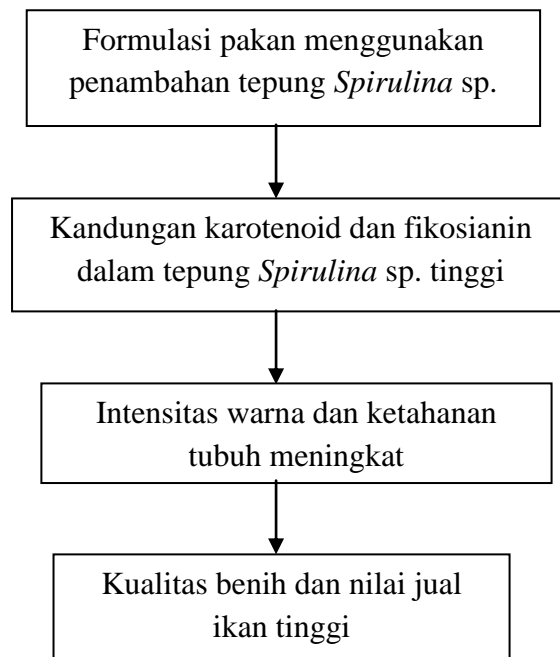 Formulasi pakan menggunakan
penambahan tepung Spirulina sp.
Kandungan karotenoid dan fikosianin
dalam tepung Spirulina sp. tinggi
Intensitas warna dan ketahanan
tubuh meningkat
Kualitas benih dan nilai jual
ikan tinggi